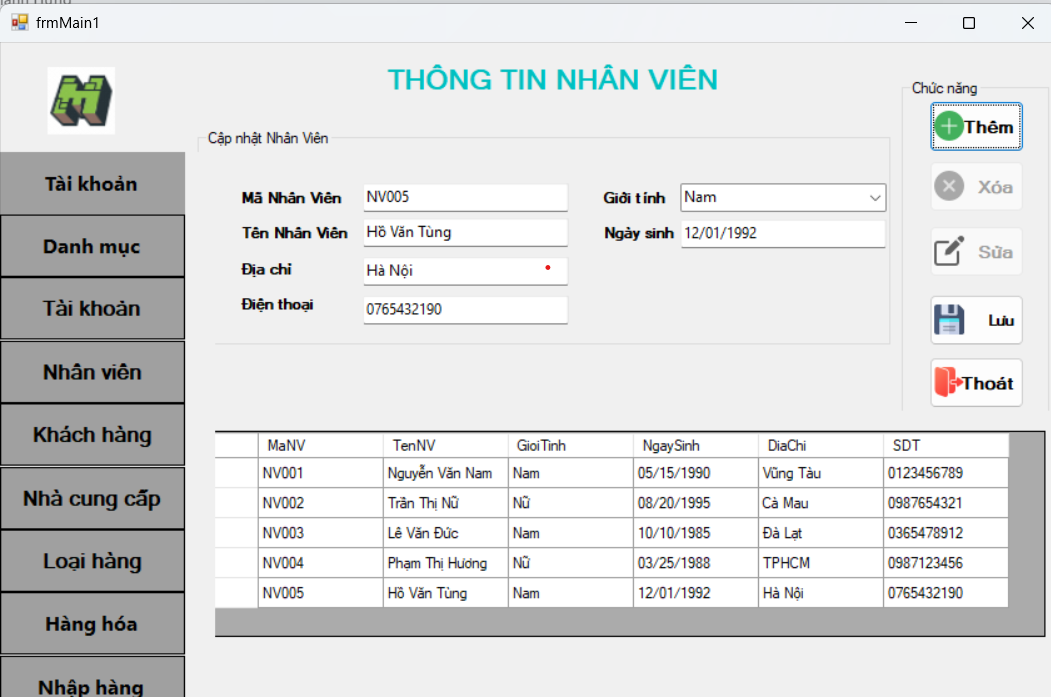 frmMain1
THÔNG TIN NHÂN VIÊN
Chức năng
Thêm
Xóa
Sửa
Lưu
Thoát
Tài khoản
Danh mục
Tài khoản
Nhân viên
Khách hàng
Nhà cung cấp
Loại hàng
Hàng hóa
Nhập hàng
Cập nhật Nhân Viên
Mã Nhân Viên NV005 Giới tính Nam
Tên Nhân Viên Hồ Văn Tùng Ngày sinh 12/01/1992
Địa chỉ Hà Nội
Điện thoại 0765432190
MaNV TenNV GioiTinh NgaySinh DiaChi SDT
NV001 Nguyễn Văn Nam Nam 05/15/1990 Vũng Tàu 0123456789
NV002 Trần Thị Nữ Nữ 08/20/1995 Cà Mau 0987654321
NV003 Lê Văn Đức Nam 10/10/1985 Đà Lạt 0365478912
NV004 Phạm Thị Hương Nữ 03/25/1988 TPHCM 0987123456
NV005 Hồ Văn Tùng Nam 12/01/1992 Hà Nội 0765432190